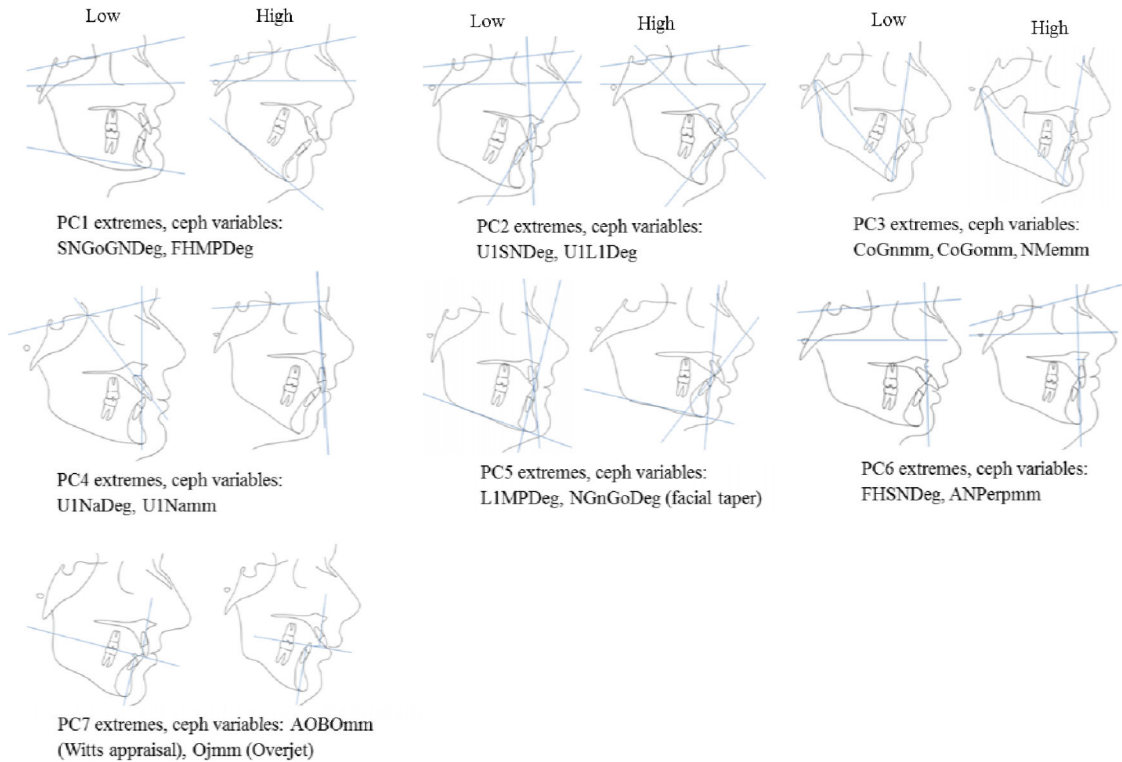 Low
High
Low
High
Low
High
PC1 extremes, ceph variables:
SNGoGNDeg, FHMPDeg
PC2 extremes, ceph variables:
U1SNDeg, U1L1Deg
PC3 extremes, ceph variables:
CoGnmm, CoGomm, NMemm
PC4 extremes, ceph variables:
U1NaDeg, U1Namm
PC5 extremes, ceph variables:
L1MPDeg, NGnGoDeg (facial taper)
PC6 extremes, ceph variables:
FHSNDeg, ANPerpmm
PC7 extremes, ceph variables: AOBOmm
(Witts appraisal), Ojmm (Overjet)